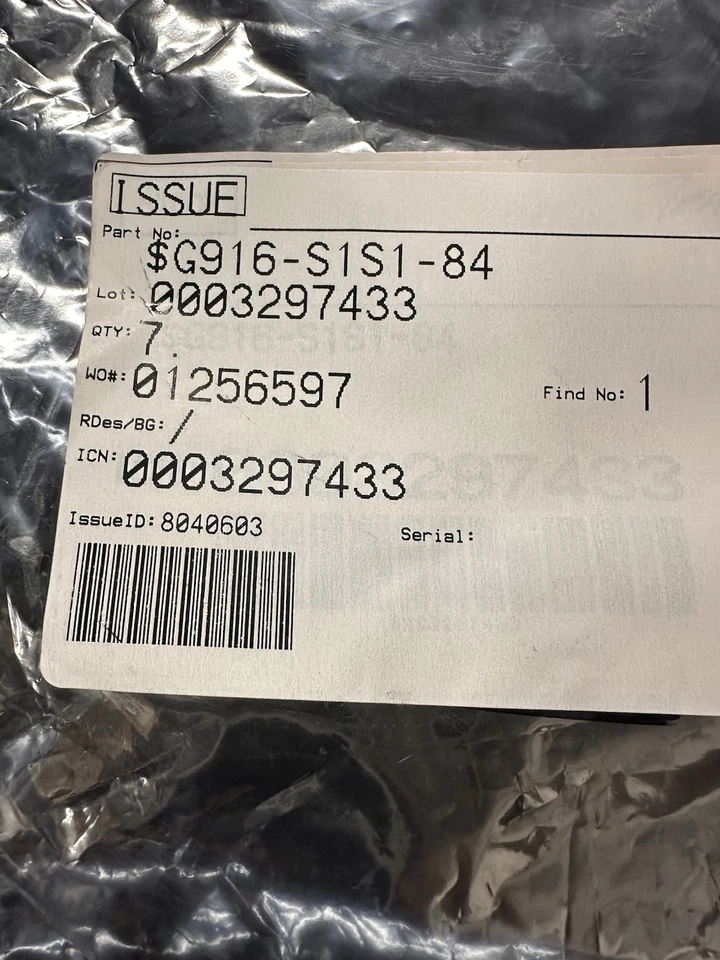 ISSUE
Part No:
$G916-S1S1-84
Lot: 0003297433
QTY: 7.
WO#: 01256597 Find No: 1
RDes/BG: /
ICN: 0003297433
IssueID: 8040603 Serial: